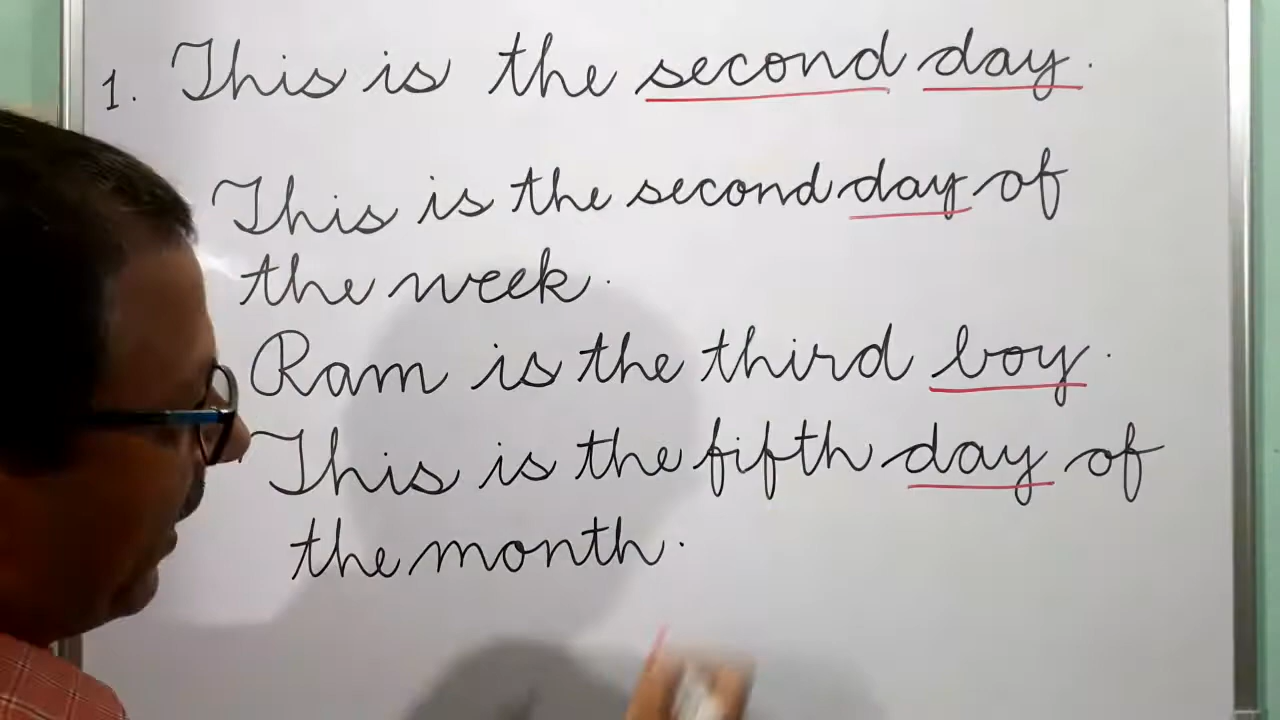 1. This is the second day.
This is the second day of
the week.
Ram is the third boy.
This is the fifth day of
the month.